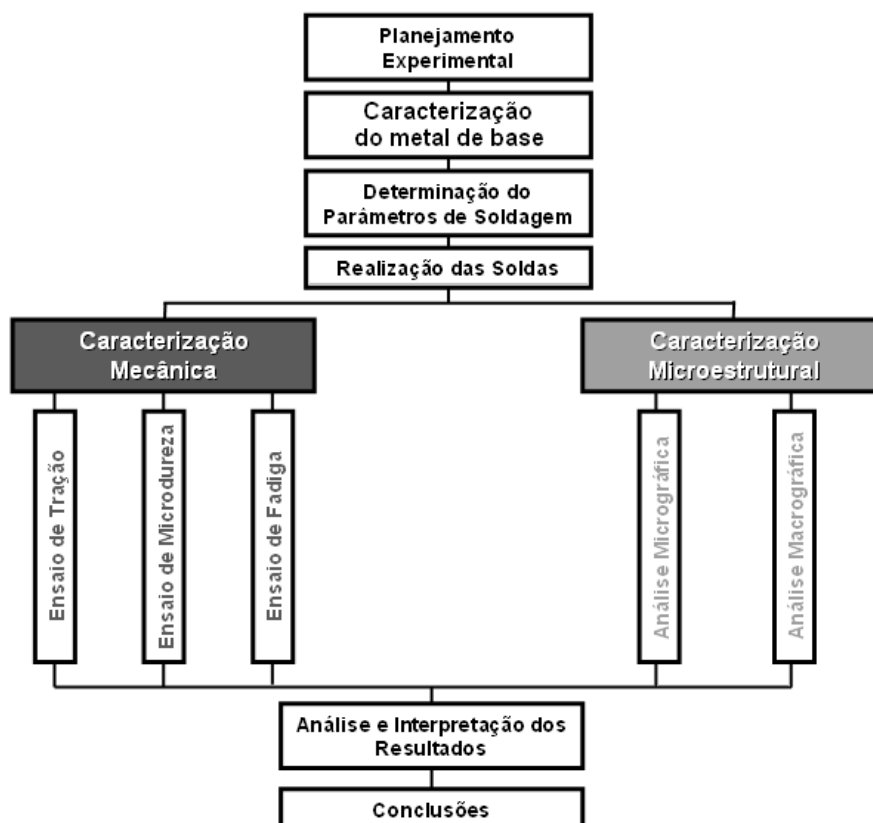 Planejamento
Experimental
Caracterização
do metal de base
Determinação do
Parâmetros de Soldagem
Realização das Soldas
Caracterização
Mecânica
Caracterização
Microestrutural
Ensaio de Tração
Ensaio de Microdureza
Ensaio de Fadiga
Análise Micrográfica
Análise Macrográfica
Análise e Interpretação dos
Resultados
Conclusões